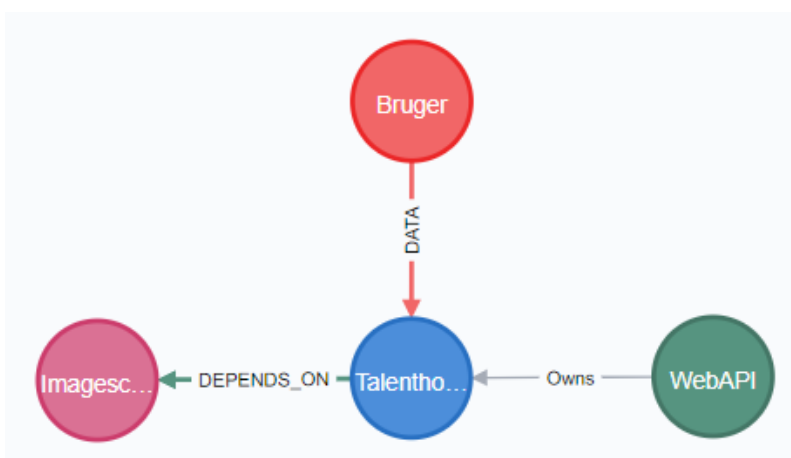 Bruger
DATA
Imagesc...
DEPENDS_ON
Talentho...
Owns
WebAPI